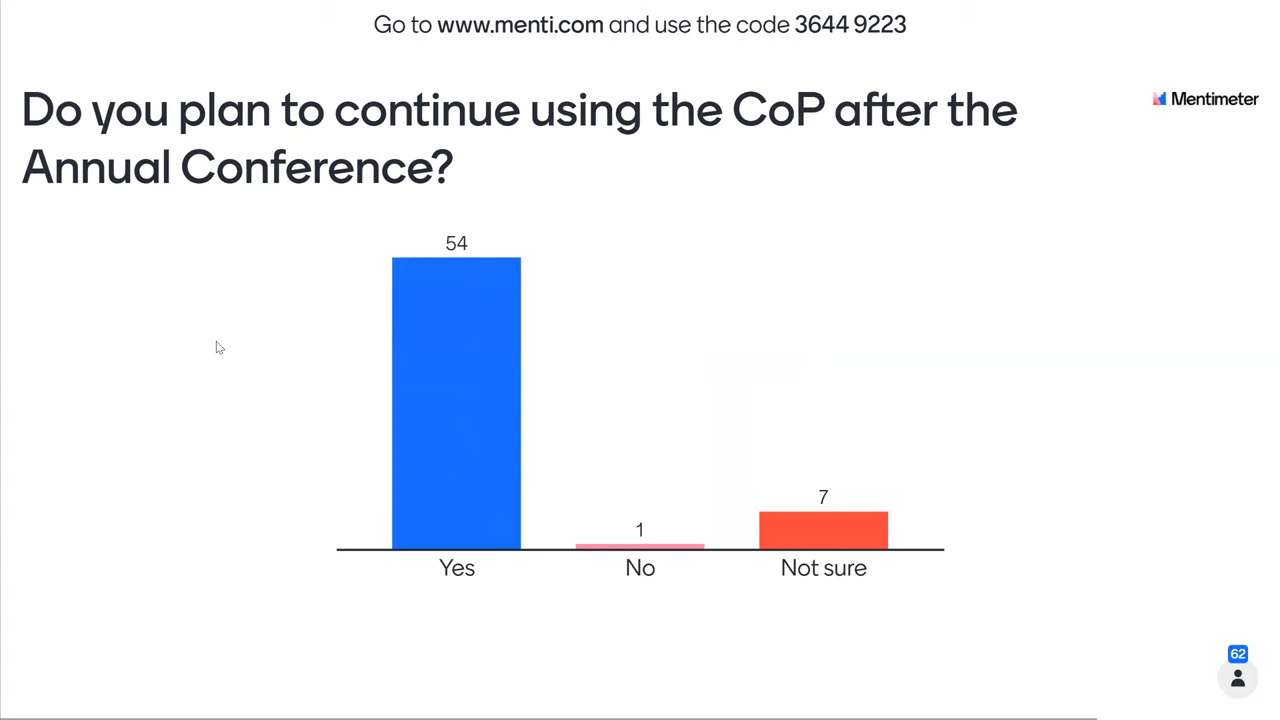 Go to www.menti.com and use the code 3644 9223
Do you plan to continue using the CoP after the
Annual Conference?
Mentimeter
54
1
7
Yes
No
Not sure
62